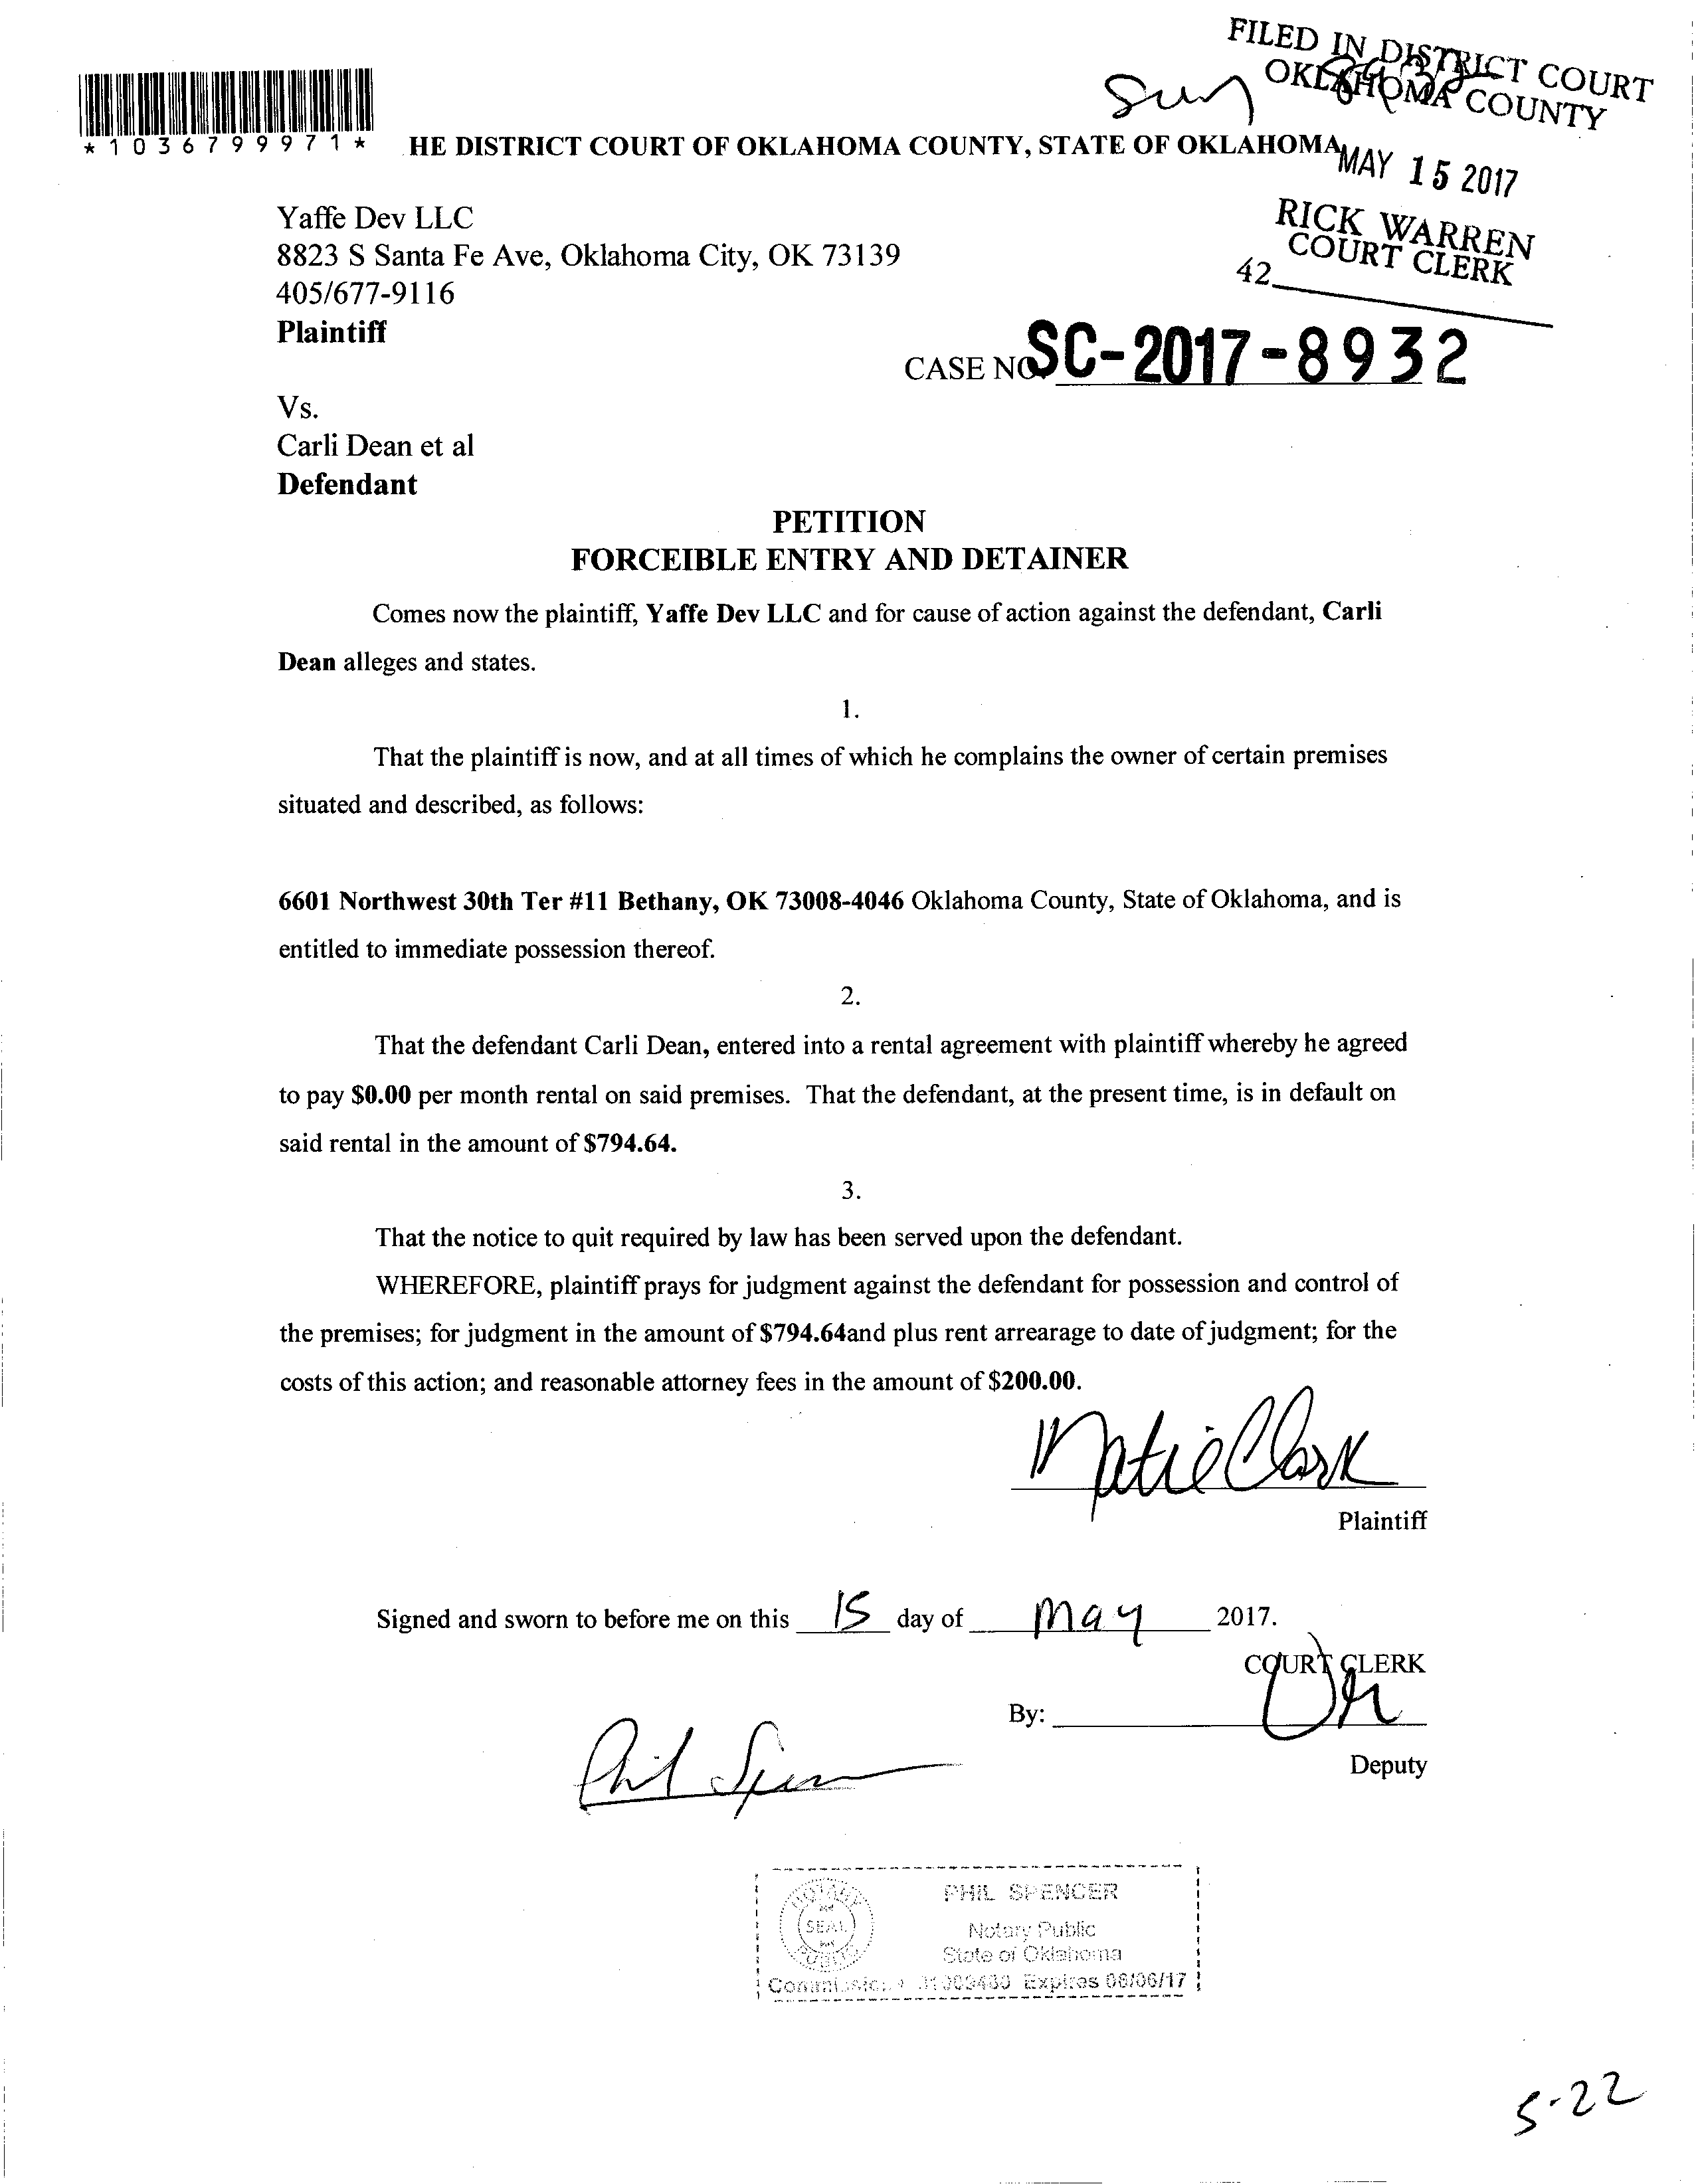 FILED IN DISTRICT COURT
OKLAHOMA COUNTY
*1036799971*
HE DISTRICT COURT OF OKLAHOMA COUNTY, STATE OF OKLAHOMA
MAY 15 2017
RICK WARREN
COURT CLERK
42
Yaffe Dev LLC
8823 S Santa Fe Ave, Oklahoma City, OK 73139
405/677-9116
Plaintiff
CASE NO. SC-2017-8932
Vs.
Carli Dean et al
Defendant
PETITION
FORCEIBLE ENTRY AND DETAINER
Comes now the plaintiff, Yaffe Dev LLC and for cause of action against the defendant, Carli
Dean alleges and states.
1.
That the plaintiff is now, and at all times of which he complains the owner of certain premises
situated and described, as follows:
6601 Northwest 30th Ter #11 Bethany, OK 73008-4046 Oklahoma County, State of Oklahoma, and is
entitled to immediate possession thereof.
2.
That the defendant Carli Dean, entered into a rental agreement with plaintiff whereby he agreed
to pay $0.00 per month rental on said premises. That the defendant, at the present time, is in default on
said rental in the amount of $794.64.
3.
That the notice to quit required by law has been served upon the defendant.
WHEREFORE, plaintiff prays for judgment against the defendant for possession and control of
the premises; for judgment in the amount of $794.64and plus rent arrearage to date of judgment; for the
costs of this action; and reasonable attorney fees in the amount of $200.00.
Clark
Plaintiff
Signed and sworn to before me on this 15 day of May 2017.
COURT CLERK
By:
Deputy
Phil
PHIL SPENCER
Notary Public
State of Oklahoma
Expires 06/06/17
5-22